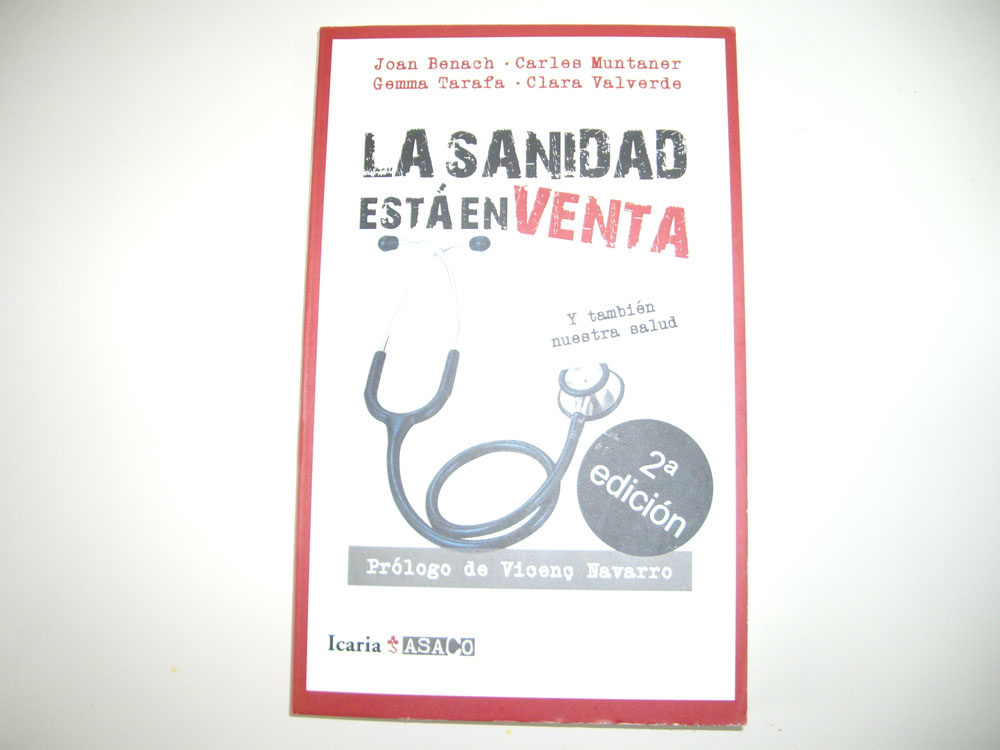 Joan Benach · Carles Muntaner
Gemma Tarafa · Clara Valverde
LA SANIDAD
ESTÁ EN VENTA
Y también
nuestra salud
2ª
edición
Prólogo de Vicenç Navarro
Icaria ASACO